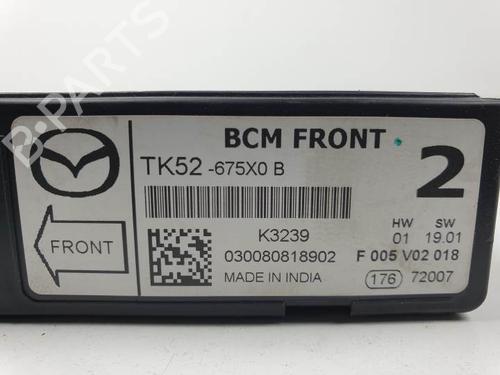 BCM FRONT
TK52 -675X0 B
2
K3239
030080818902
MADE IN INDIA
HW SW
01 19.01
F 005 V02 018
176 72007
FRONT
B-PARTS